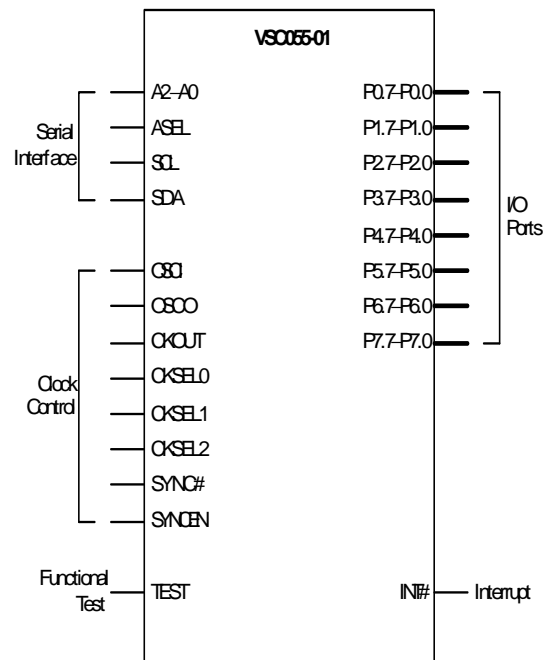 VSC055-01
A2–A0
ASEL
SCL
SDA
Serial
Interface
OSCI
OSCO
CKOUT
CKSEL0
CKSEL1
CKSEL2
SYNC#
SYNCEN
Clock
Control
TEST
Functional
Test
P0.7–P0.0
P1.7–P1.0
P2.7–P2.0
P3.7–P3.0
P4.7–P4.0
P5.7–P5.0
P6.7–P6.0
P7.7–P7.0
I/O
Ports
INT#
Interrupt